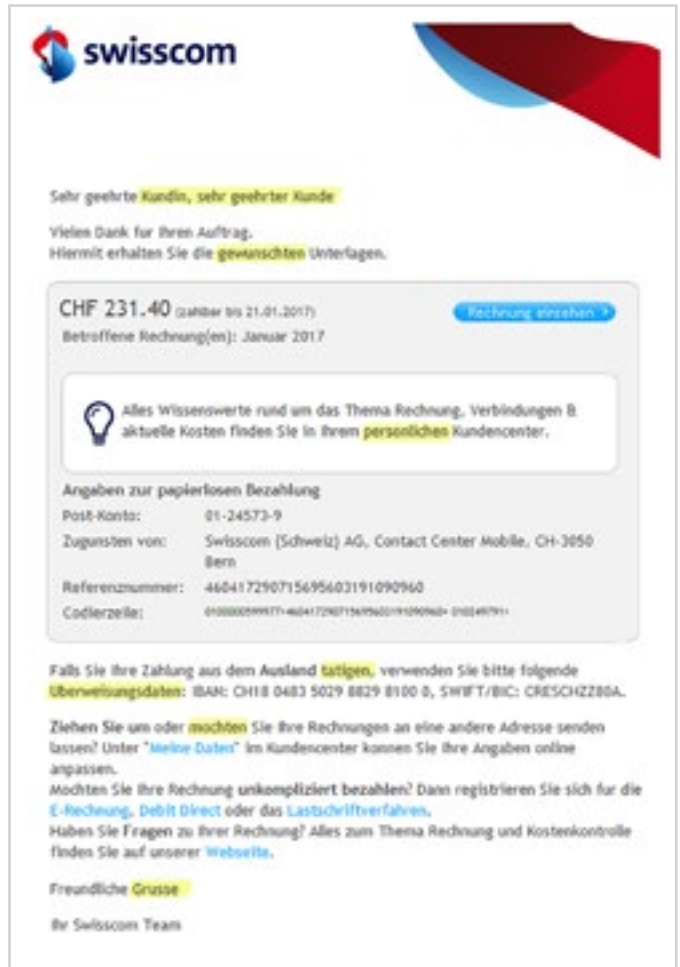 swisscom
Sehr geehrte Kundin, sehr geehrter Kunde
Vielen Dank fur Ihren Auftrag.
Hiermit erhalten Sie die gewunschten Unterlagen.
CHF 231.40 (zahlbar bis 21.01.2017)
Rechnung einsehen
Betroffene Rechnung(en): Januar 2017
Alles Wissenswerte rund um das Thema Rechnung, Verbindungen &
aktuelle Kosten finden Sie in Ihrem personlichen Kundencenter.
Angaben zur papierlosen Bezahlung
Post-Konto: 01-24573-9
Zugunsten von: Swisscom (Schweiz) AG, Contact Center Mobile, CH-3050
Bern
Referenznummer: 460417290715695603191090960
Codierzeile:
Falls Sie Ihre Zahlung aus dem Ausland tatigen, verwenden Sie bitte folgende
Uberweisungsdaten: IBAN: CH18 0483 5029 8829 8100 0, SWIFT/BIC: CRESCHZZ80A.
Ziehen Sie um oder mochten Sie Ihre Rechnungen an eine andere Adresse senden
lassen? Unter "Meine Daten" im Kundencenter konnen Sie Ihre Angaben online
anpassen.
Mochten Sie Ihre Rechnung unkompliziert bezahlen? Dann registrieren Sie sich fur die
E-Rechnung, Debit Direct oder das Lastschriftverfahren.
Haben Sie Fragen zu Ihrer Rechnung? Alles zum Thema Rechnung und Kostenkontrolle
finden Sie auf unserer Webseite.
Freundliche Grusse
Ihr Swisscom Team